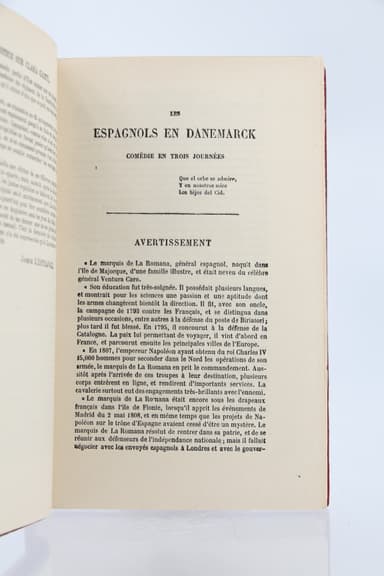 SUR CLARA GAZUL
JOSEPH L'ESTRANGE
LES
ESPAGNOLS EN DANEMARCK
COMÉDIE EN TROIS JOURNÉES
Que el orbe se admire,
Y en nosotros mire
Los hijos del Cid.
AVERTISSEMENT
« Le marquis de La Romana, général espagnol, naquit dans
l'île de Majorque, d'une famille illustre, et était neveu du célèbre
général Ventura Caro.
« Son éducation fut très-soignée. Il possédait plusieurs langues,
et montrait pour les sciences une passion et une aptitude dont
les armes changèrent bientôt la direction. Il fit, avec son oncle,
la campagne de 1793 contre les Français, et se distingua dans
plusieurs actions, entre autres à la défense du poste de Biriatof;
plus tard il fut blessé. En 1795, il concourut à la défense de la
Catalogne. La paix lui permettant de voyager, il vint d'abord en
France, et parcourut ensuite les principales villes de l'Europe.
« En 1807, l'empereur Napoléon ayant obtenu du roi Charles IV
15,000 hommes pour seconder dans le Nord les opérations de son
armée, le marquis de La Romana en prit le commandement. Aus-
sitôt après l'arrivée de ces troupes à leur destination, plusieurs
corps entrèrent en ligne, et rendirent d'importants services. La
cavalerie surtout eut des engagements très-brillants avec l'ennemi.
« Le marquis de La Romana était encore sous les drapeaux
français dans l'île de Fionie, lorsqu'il apprit les événements de
Madrid du 2 mai 1808, et en même temps que les projets de Na-
poléon sur le trône d'Espagne avaient cessé d'être un mystère. Le
marquis de La Romana résolut de rentrer dans sa patrie, et de se
réunir aux défenseurs de l'indépendance nationale; mais il fallait
négocier avec les envoyés espagnols à Londres et avec le gouver-